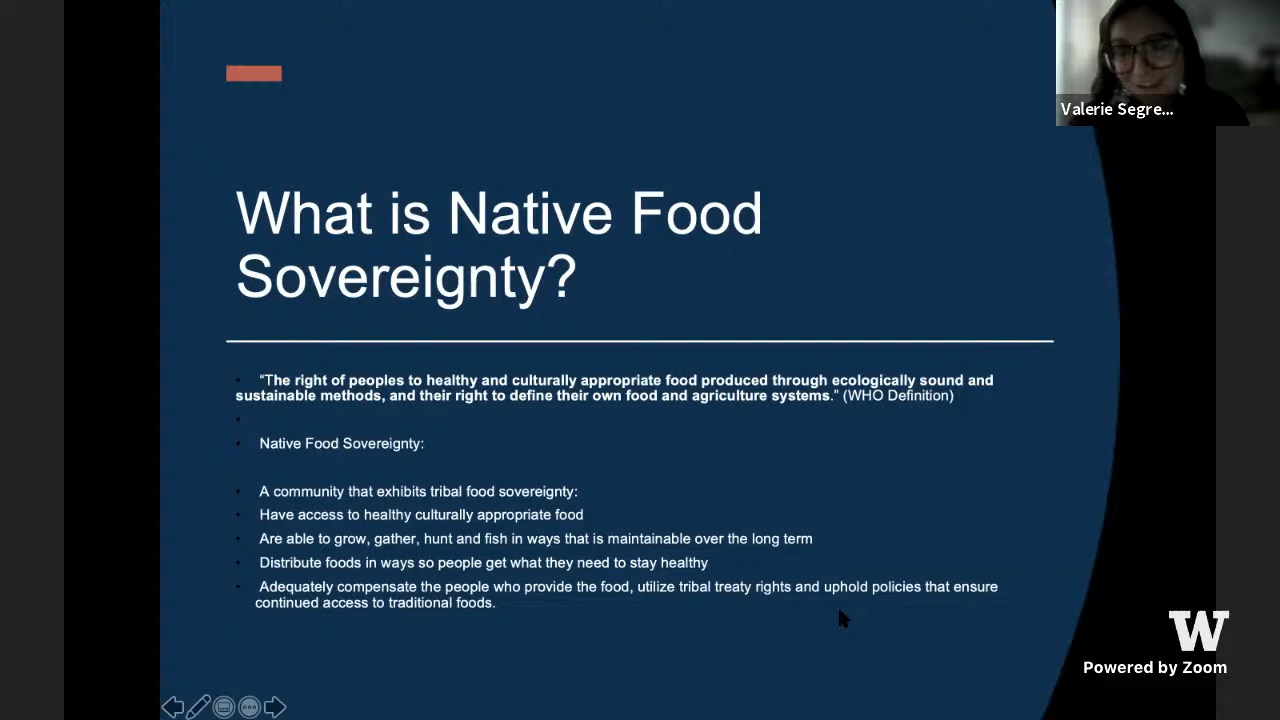 Valerie Segre...
What is Native Food
Sovereignty?
• “The right of peoples to healthy and culturally appropriate food produced through ecologically sound and
sustainable methods, and their right to define their own food and agriculture systems.” (WHO Definition)
•
• Native Food Sovereignty:
• A community that exhibits tribal food sovereignty:
• Have access to healthy culturally appropriate food
• Are able to grow, gather, hunt and fish in ways that is maintainable over the long term
• Distribute foods in ways so people get what they need to stay healthy
• Adequately compensate the people who provide the food, utilize tribal treaty rights and uphold policies that ensure
continued access to traditional foods.
W
Powered by Zoom